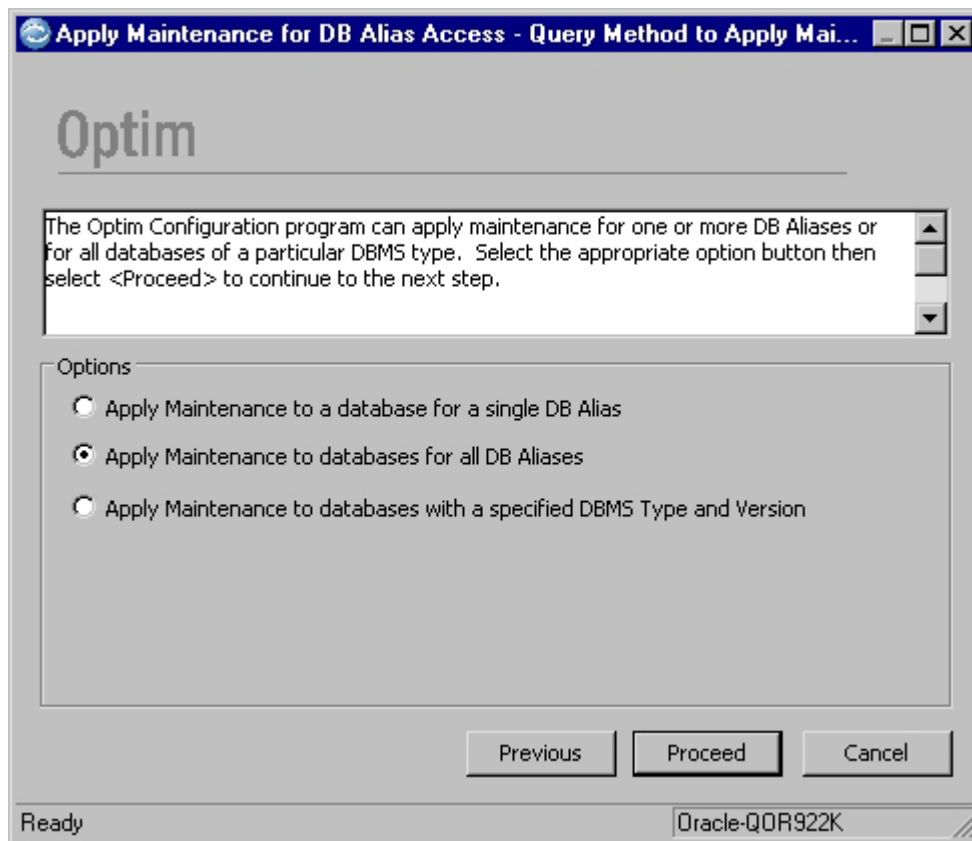 Apply Maintenance for DB Alias Access - Query Method to Apply Mai...
Optim
The Optim Configuration program can apply maintenance for one or more DB Aliases or
for all databases of a particular DBMS type.  Select the appropriate option button then
select <Proceed> to continue to the next step.
Options
Apply Maintenance to a database for a single DB Alias
Apply Maintenance to databases for all DB Aliases
Apply Maintenance to databases with a specified DBMS Type and Version
Previous Proceed Cancel
Ready Oracle-QOR922K